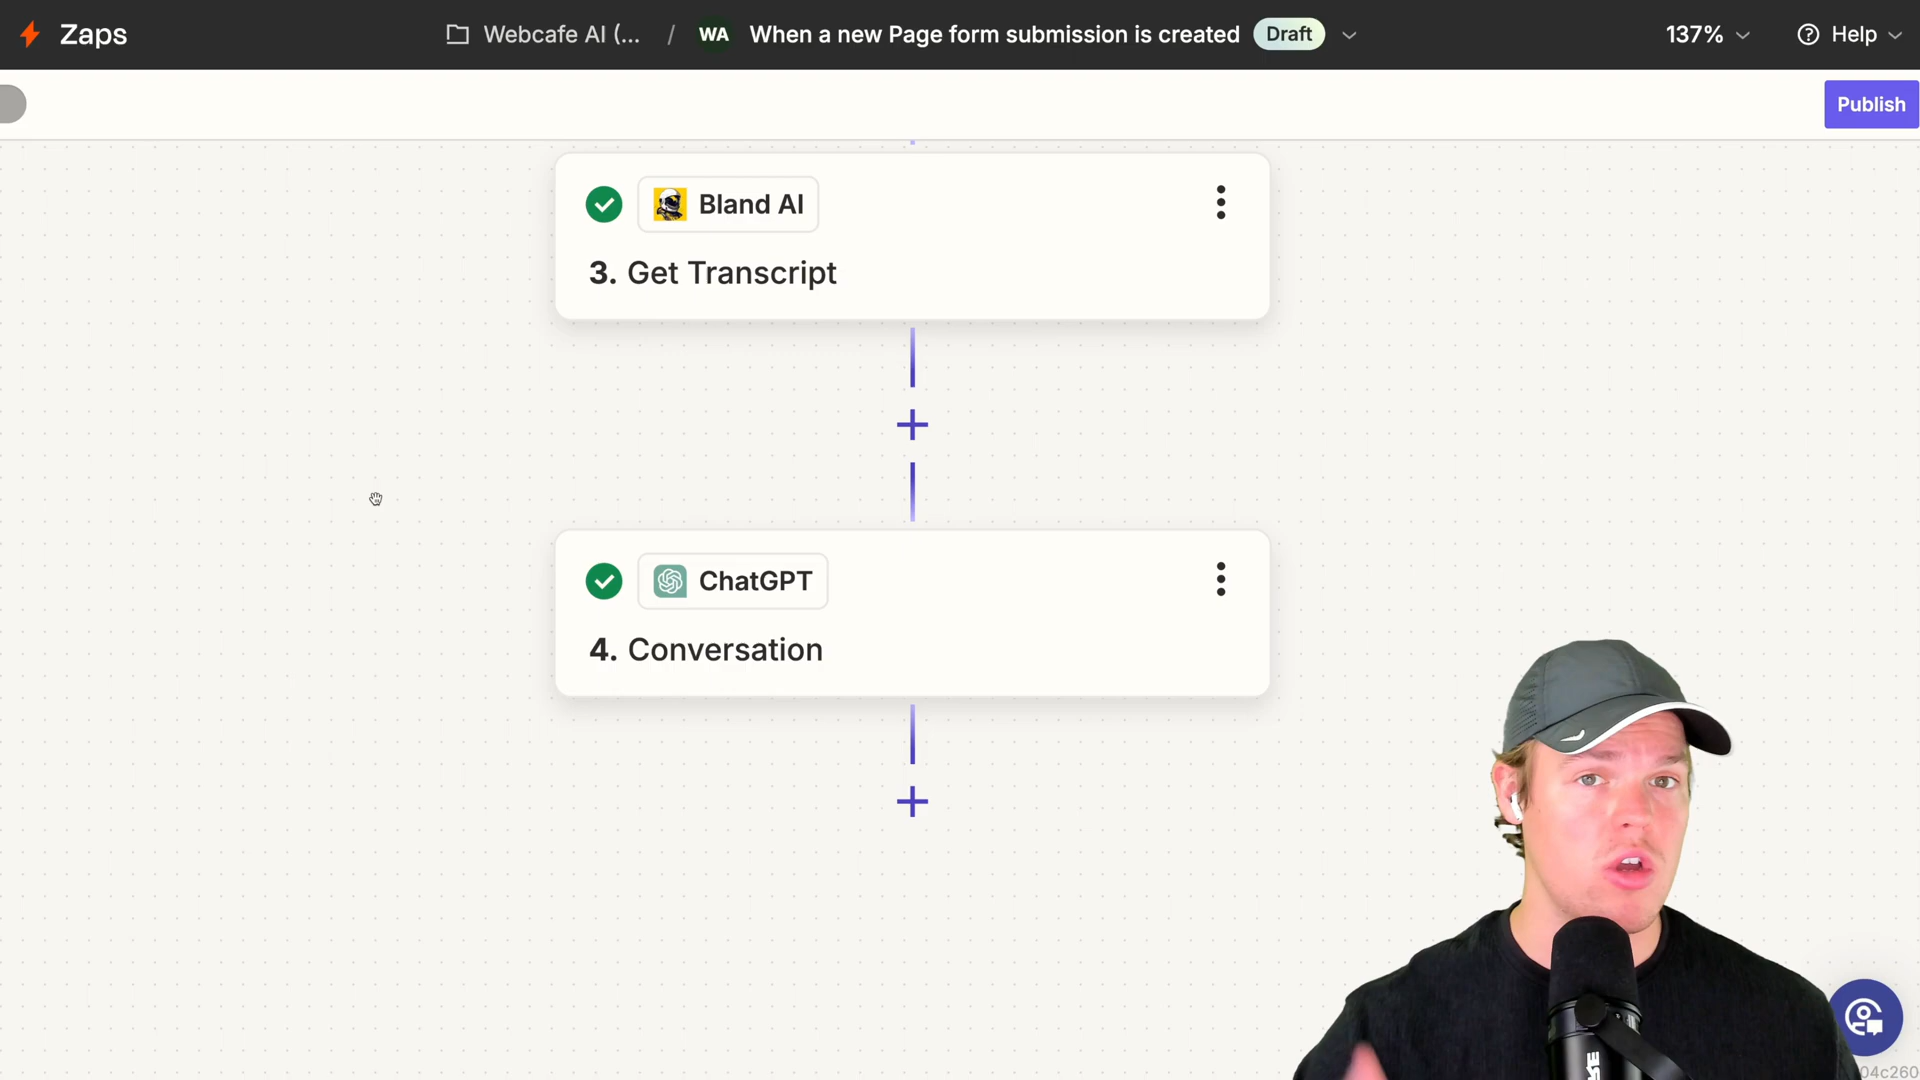 Zaps
Webcafe AI (... / WA When a new Page form submission is created Draft
137%
Help
Publish
Bland AI
3. Get Transcript
ChatGPT
4. Conversation
04c260